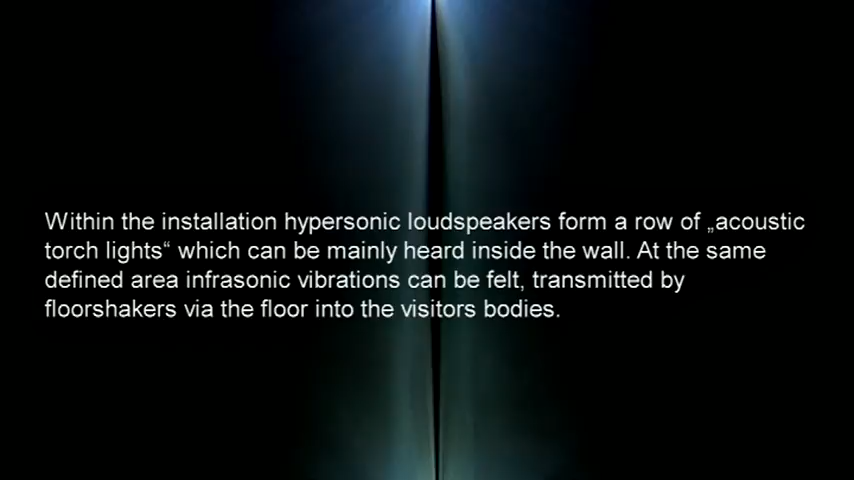 Within the installation hypersonic loudspeakers form a row of „acoustic
torch lights“ which can be mainly heard inside the wall. At the same
defined area infrasonic vibrations can be felt, transmitted by
floorshakers via the floor into the visitors bodies.